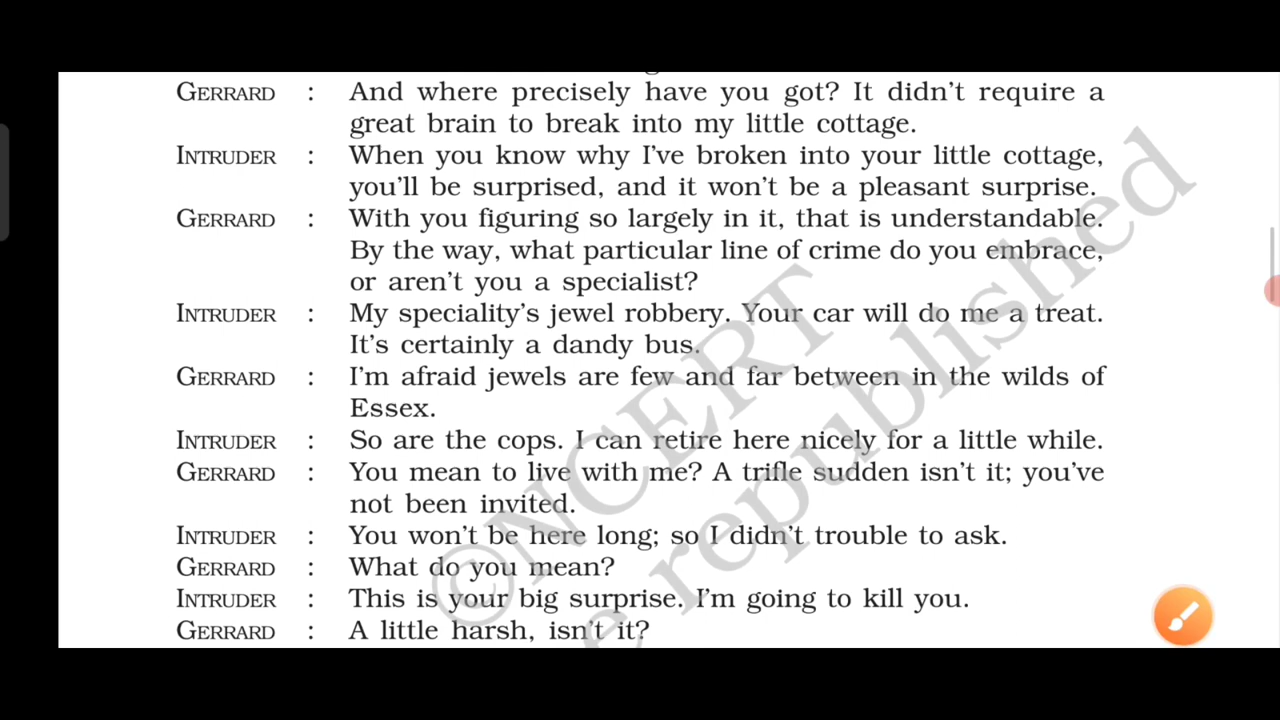 GERRARD : And where precisely have you got? It didn't require a
great brain to break into my little cottage.
INTRUDER : When you know why I've broken into your little cottage,
you'll be surprised, and it won't be a pleasant surprise.
GERRARD : With you figuring so largely in it, that is understandable.
By the way, what particular line of crime do you embrace,
or aren't you a specialist?
INTRUDER : My speciality's jewel robbery. Your car will do me a treat.
It's certainly a dandy bus.
GERRARD : I'm afraid jewels are few and far between in the wilds of
Essex.
INTRUDER : So are the cops. I can retire here nicely for a little while.
GERRARD : You mean to live with me? A trifle sudden isn't it; you've
not been invited.
INTRUDER : You won't be here long; so I didn't trouble to ask.
GERRARD : What do you mean?
INTRUDER : This is your big surprise. I'm going to kill you.
GERRARD : A little harsh, isn't it?
©NCERT
e republished